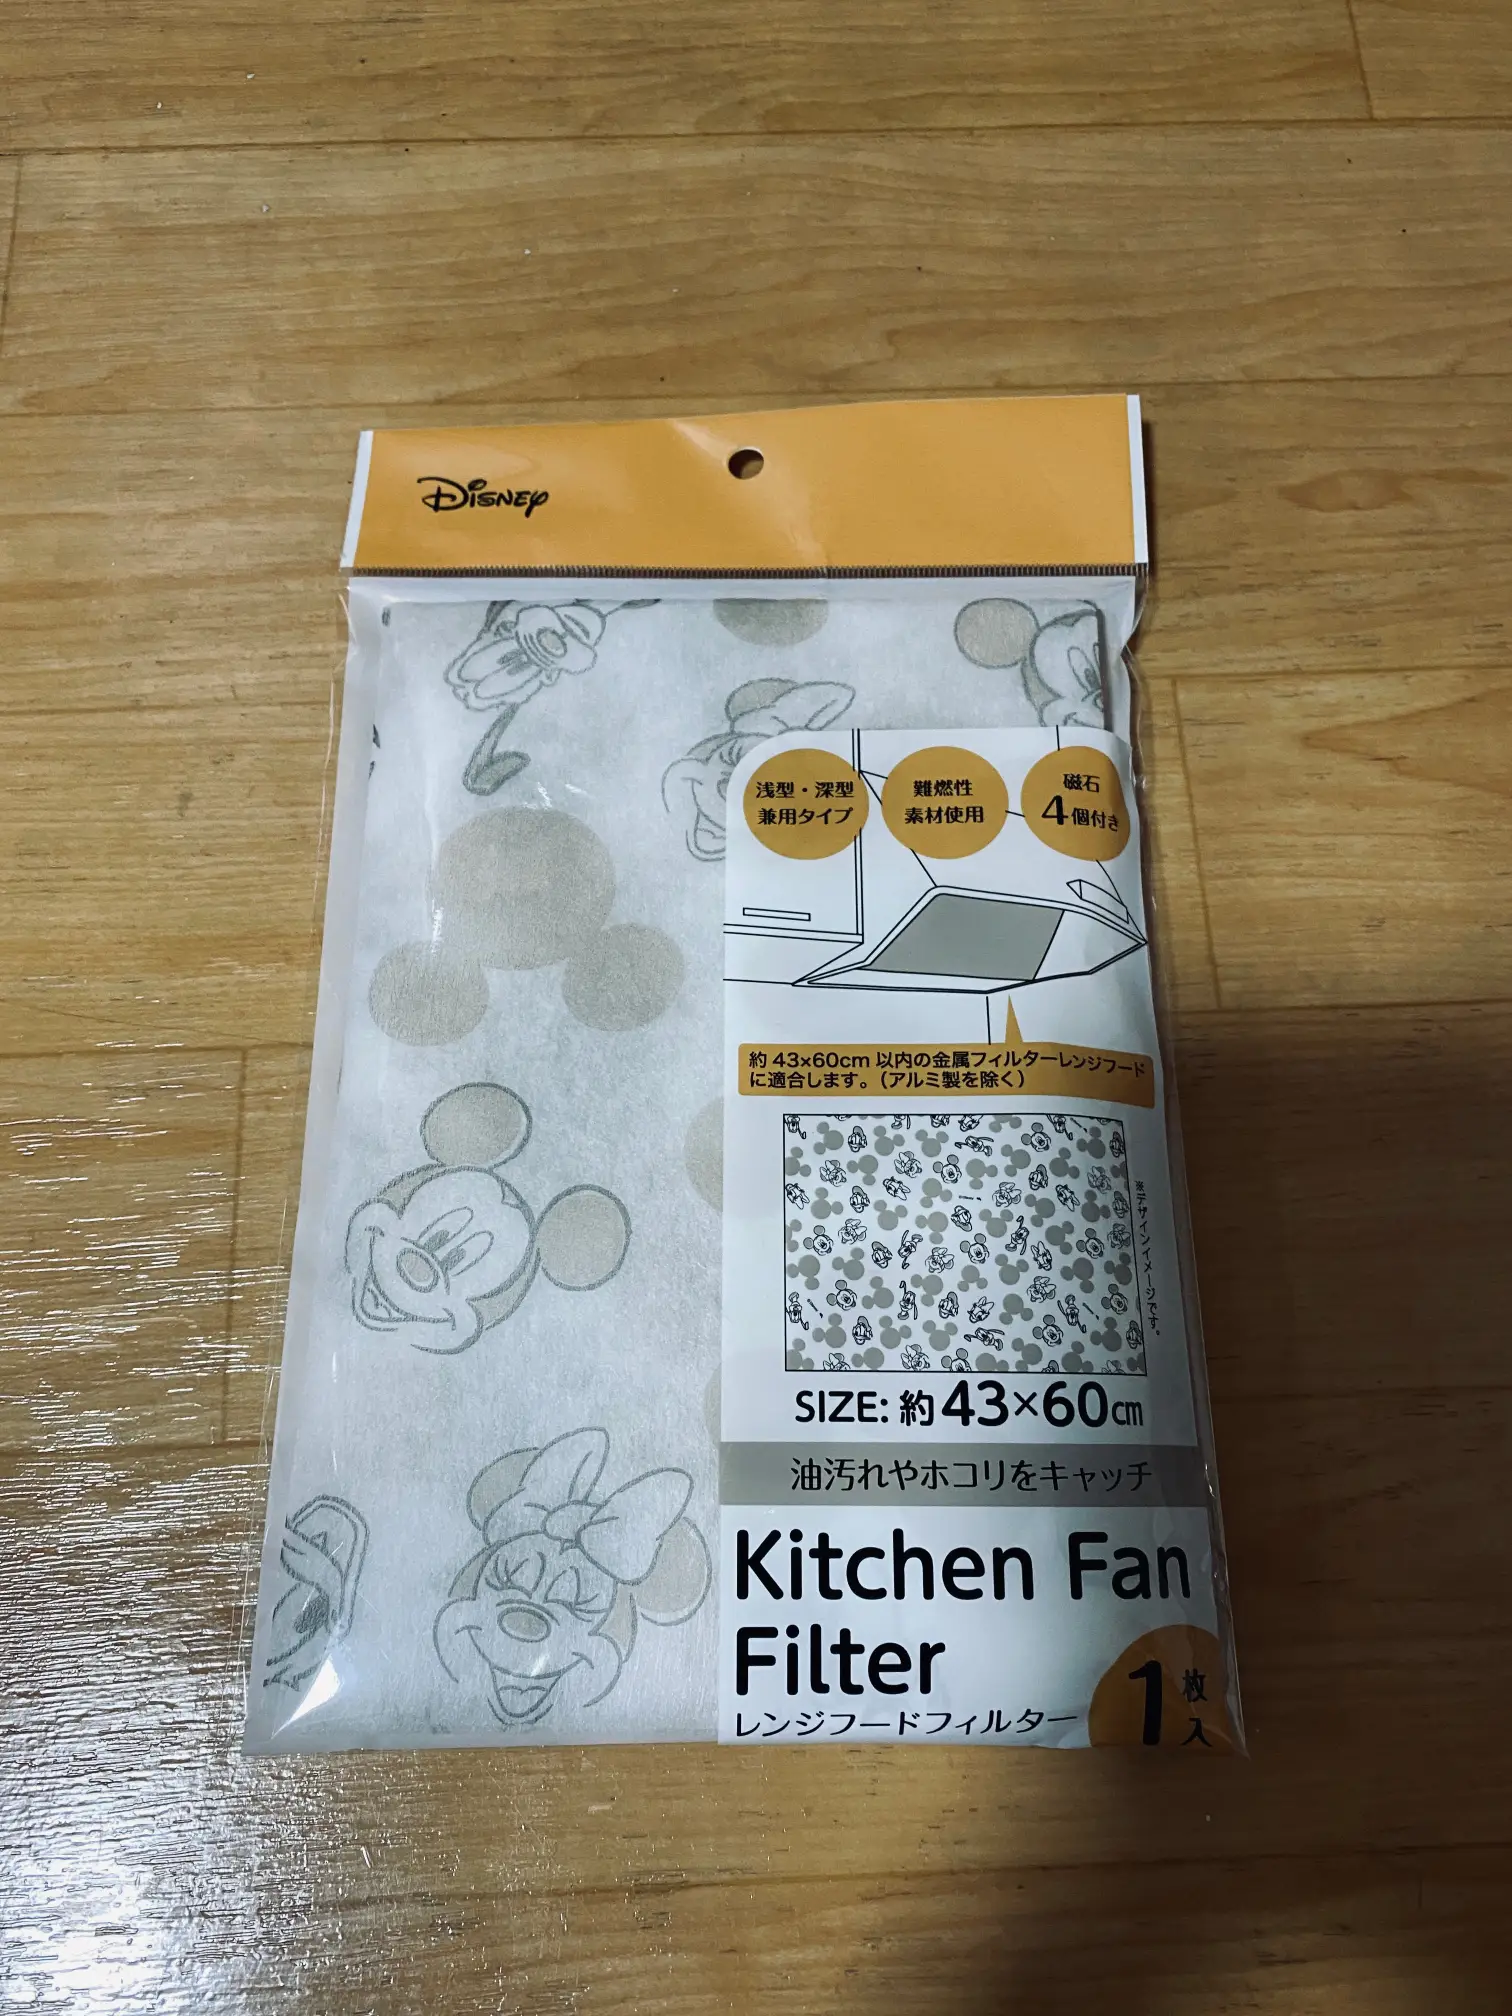 Disney
浅型・深型
兼用タイプ
難燃性
素材使用
磁石
4個付き
約43×60cm以内の金属フィルターレンジフード
に適合します。(アルミ製を除く)
※デザインイメージです。
SIZE:約43×60cm
油汚れやホコリをキャッチ
Kitchen Fan
Filter
レンジフードフィルター
1枚入